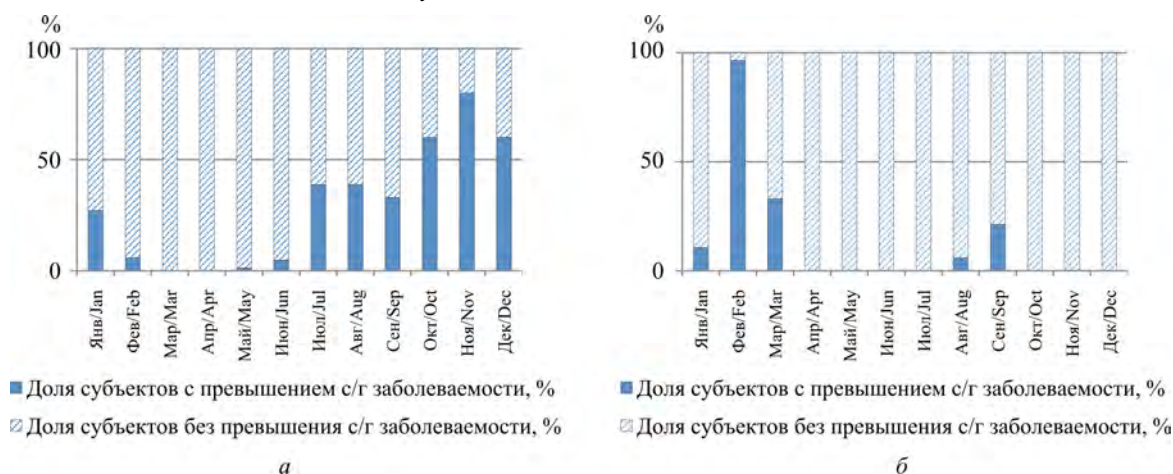 %
100
50
0
Янв/Jan
Фев/Feb
Мар/Mar
Апр/Apr
Май/May
Июн/Jun
Июл/Jul
Авг/Aug
Сен/Sep
Окт/Oct
Ноя/Nov
Дек/Dec
Доля субъектов с превышением с/г заболеваемости, %
Доля субъектов без превышения с/г заболеваемости, %
а
%
100
50
0
Янв/Jan
Фев/Feb
Мар/Mar
Апр/Apr
Май/May
Июн/Jun
Июл/Jul
Авг/Aug
Сен/Sep
Окт/Oct
Ноя/Nov
Дек/Dec
Доля субъектов с превышением с/г заболеваемости, %
Доля субъектов без превышения с/г заболеваемости, %
б